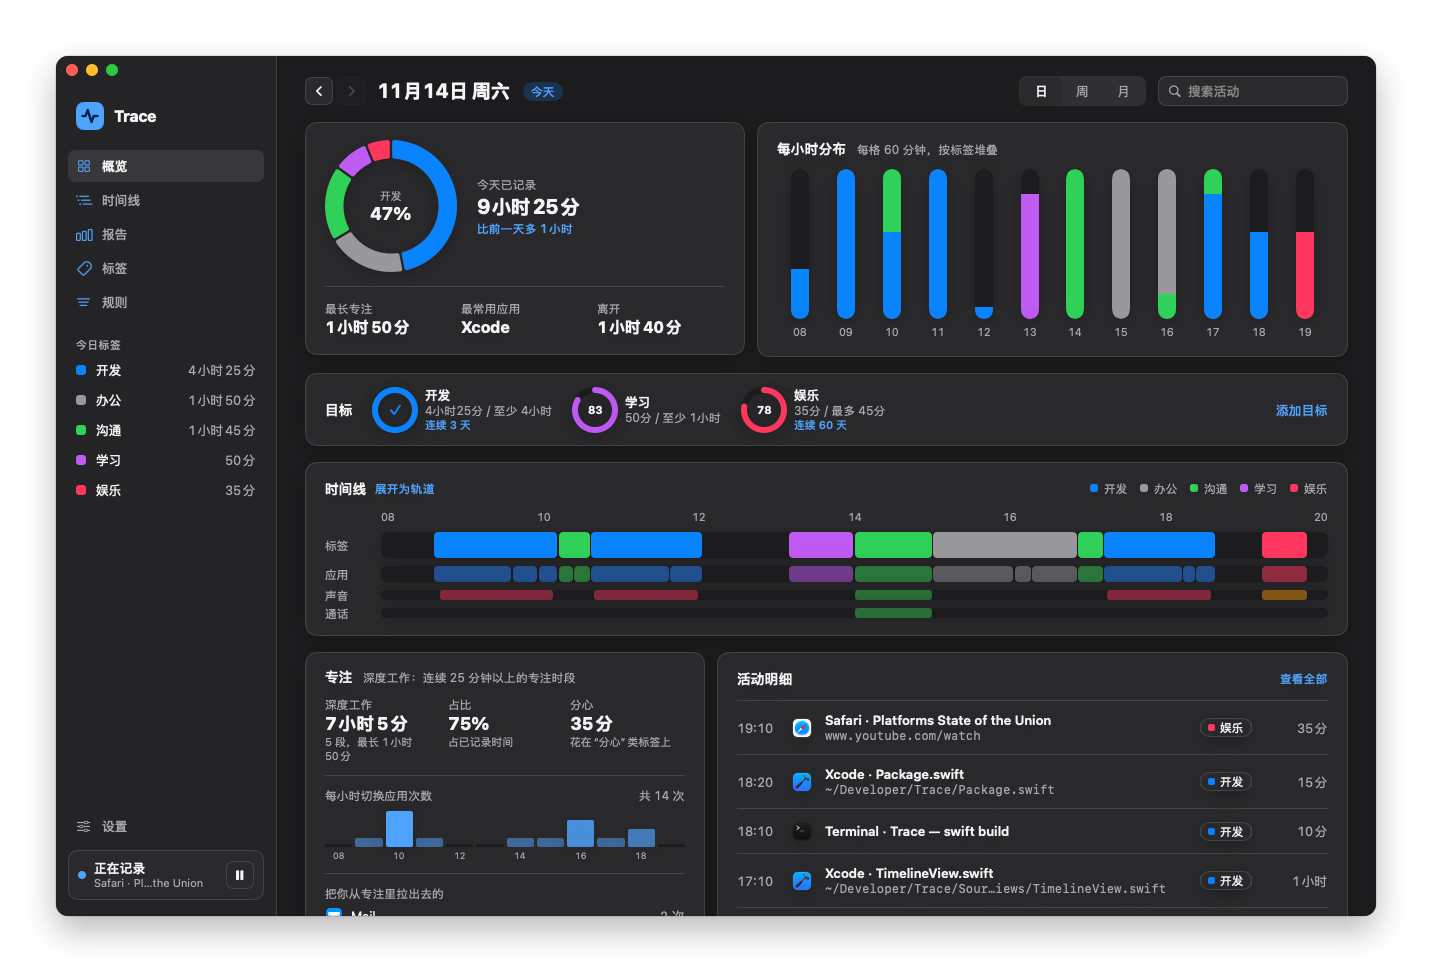 Trace
概览
时间线
报告
标签
规则
今日标签
开发 4小时25分
办公 1小时50分
沟通 1小时45分
学习 50分
娱乐 35分
设置
正在记录
Safari · Pl...the Union
11月14日 周六 今天
日 周 月
搜索活动
开发
47%
今天已记录
9小时25分
比前一天多 1小时
最长专注 最常用应用 离开
1小时50分 Xcode 1小时40分
每小时分布 每格 60 分钟，按标签堆叠
08 09 10 11 12 13 14 15 16 17 18 19
目标
开发
4小时25分 / 至少 4小时
连续 3 天
83
学习
50分 / 至少 1小时
78
娱乐
35分 / 最多 45分
连续 60 天
添加目标
时间线 展开为轨道
开发 办公 沟通 学习 娱乐
08 10 12 14 16 18 20
标签
应用
声音
通话
专注 深度工作：连续 25 分钟以上的专注时段
深度工作 占比 分心
7小时5分 75% 35分
5 段，最长 1小时 占已记录时间 花在 “分心” 类标签上
50分
每小时切换应用次数 共 14 次
08 10 12 14 16 18
把你从专注里拉出去的
活动明细 查看全部
19:10 Safari · Platforms State of the Union 娱乐 35分
www.youtube.com/watch
18:20 Xcode · Package.swift 开发 15分
~/Developer/Trace/Package.swift
18:10 Terminal · Trace — swift build 开发 10分
17:10 Xcode · TimelineView.swift 开发 1小时
~/Developer/Trace/Sour…iews/TimelineView.swift